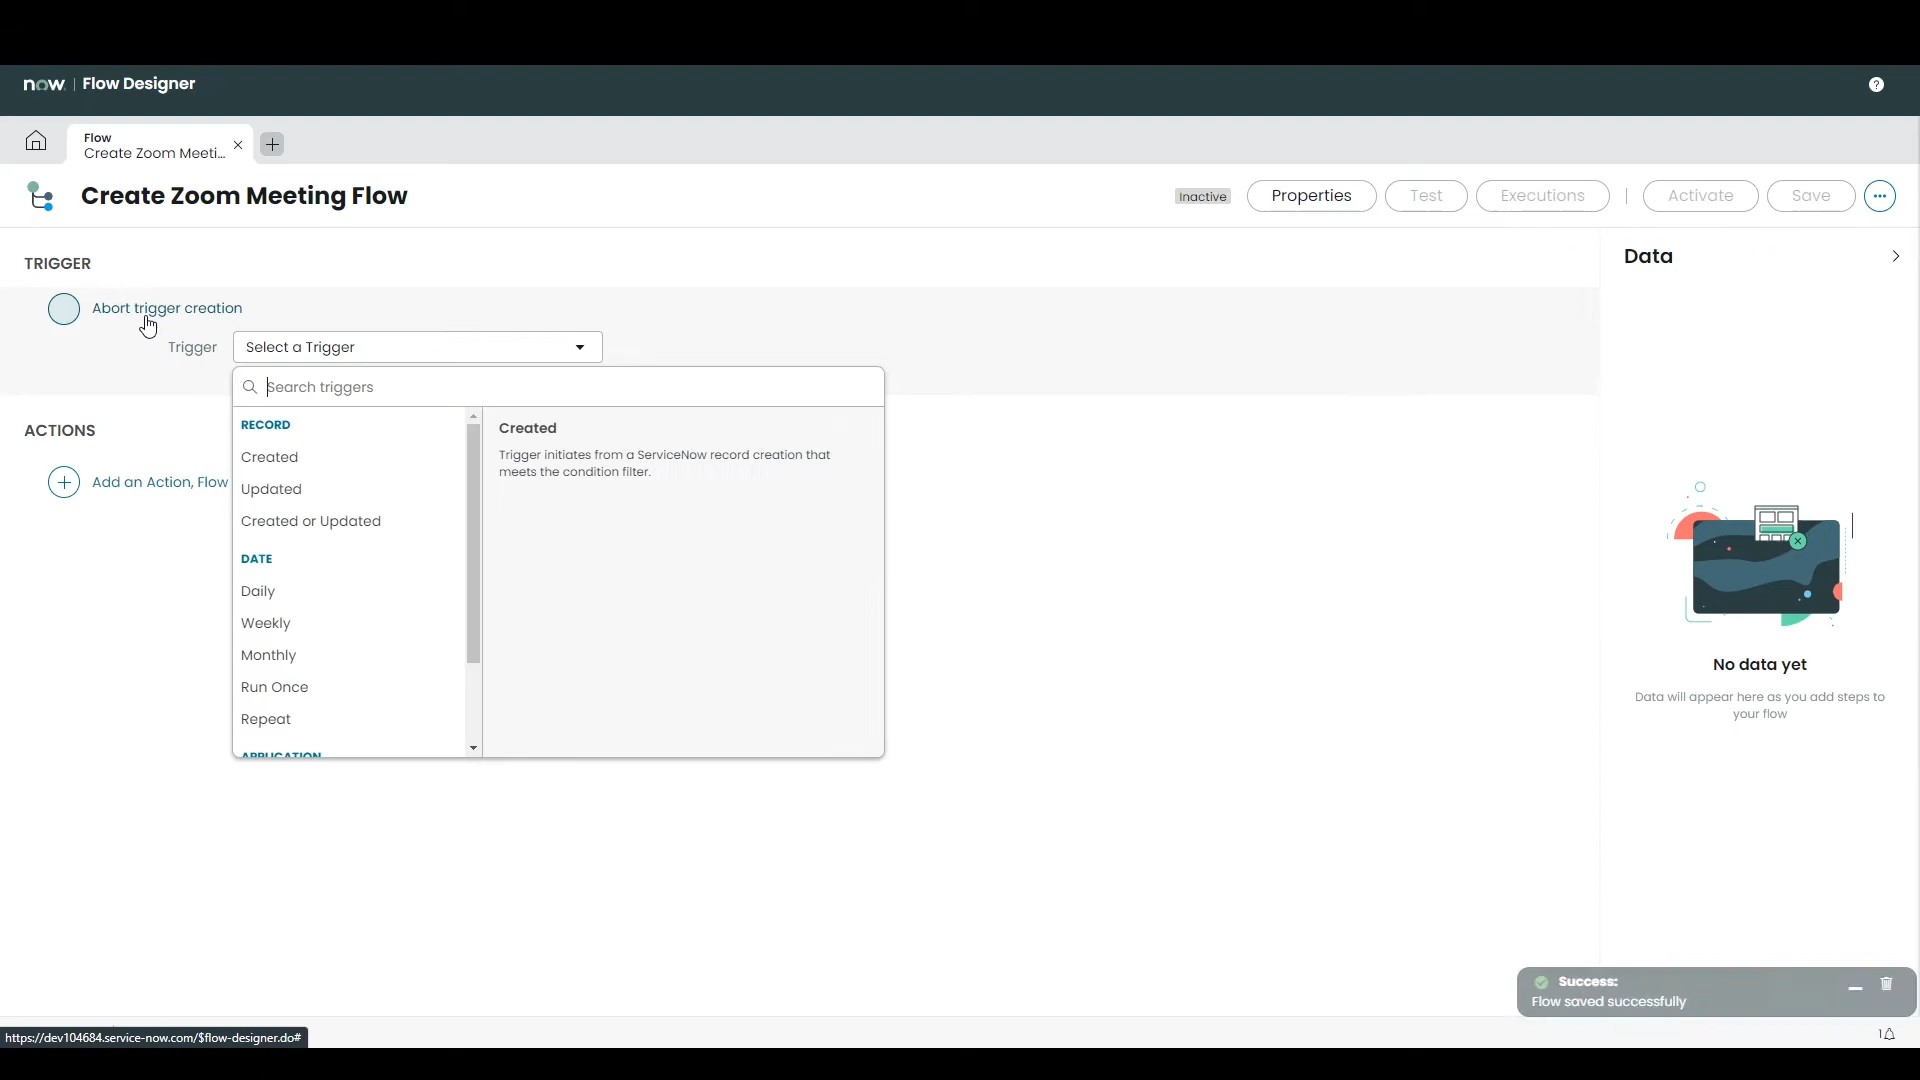 now. | Flow Designer
?
Flow
Create Zoom Meeti...
Create Zoom Meeting Flow
Inactive
Properties
Test
Executions
Activate
Save
TRIGGER
Abort trigger creation
Trigger
Select a Trigger
Search triggers
RECORD
Created
Updated
Created or Updated
DATE
Daily
Weekly
Monthly
Run Once
Repeat
APPLICATION
Created
Trigger initiates from a ServiceNow record creation that
meets the condition filter.
ACTIONS
Add an Action, Flow
Data
No data yet
Data will appear here as you add steps to
your flow
Success:
Flow saved successfully
https://dev104684.service-now.com/$flow-designer.do#
1